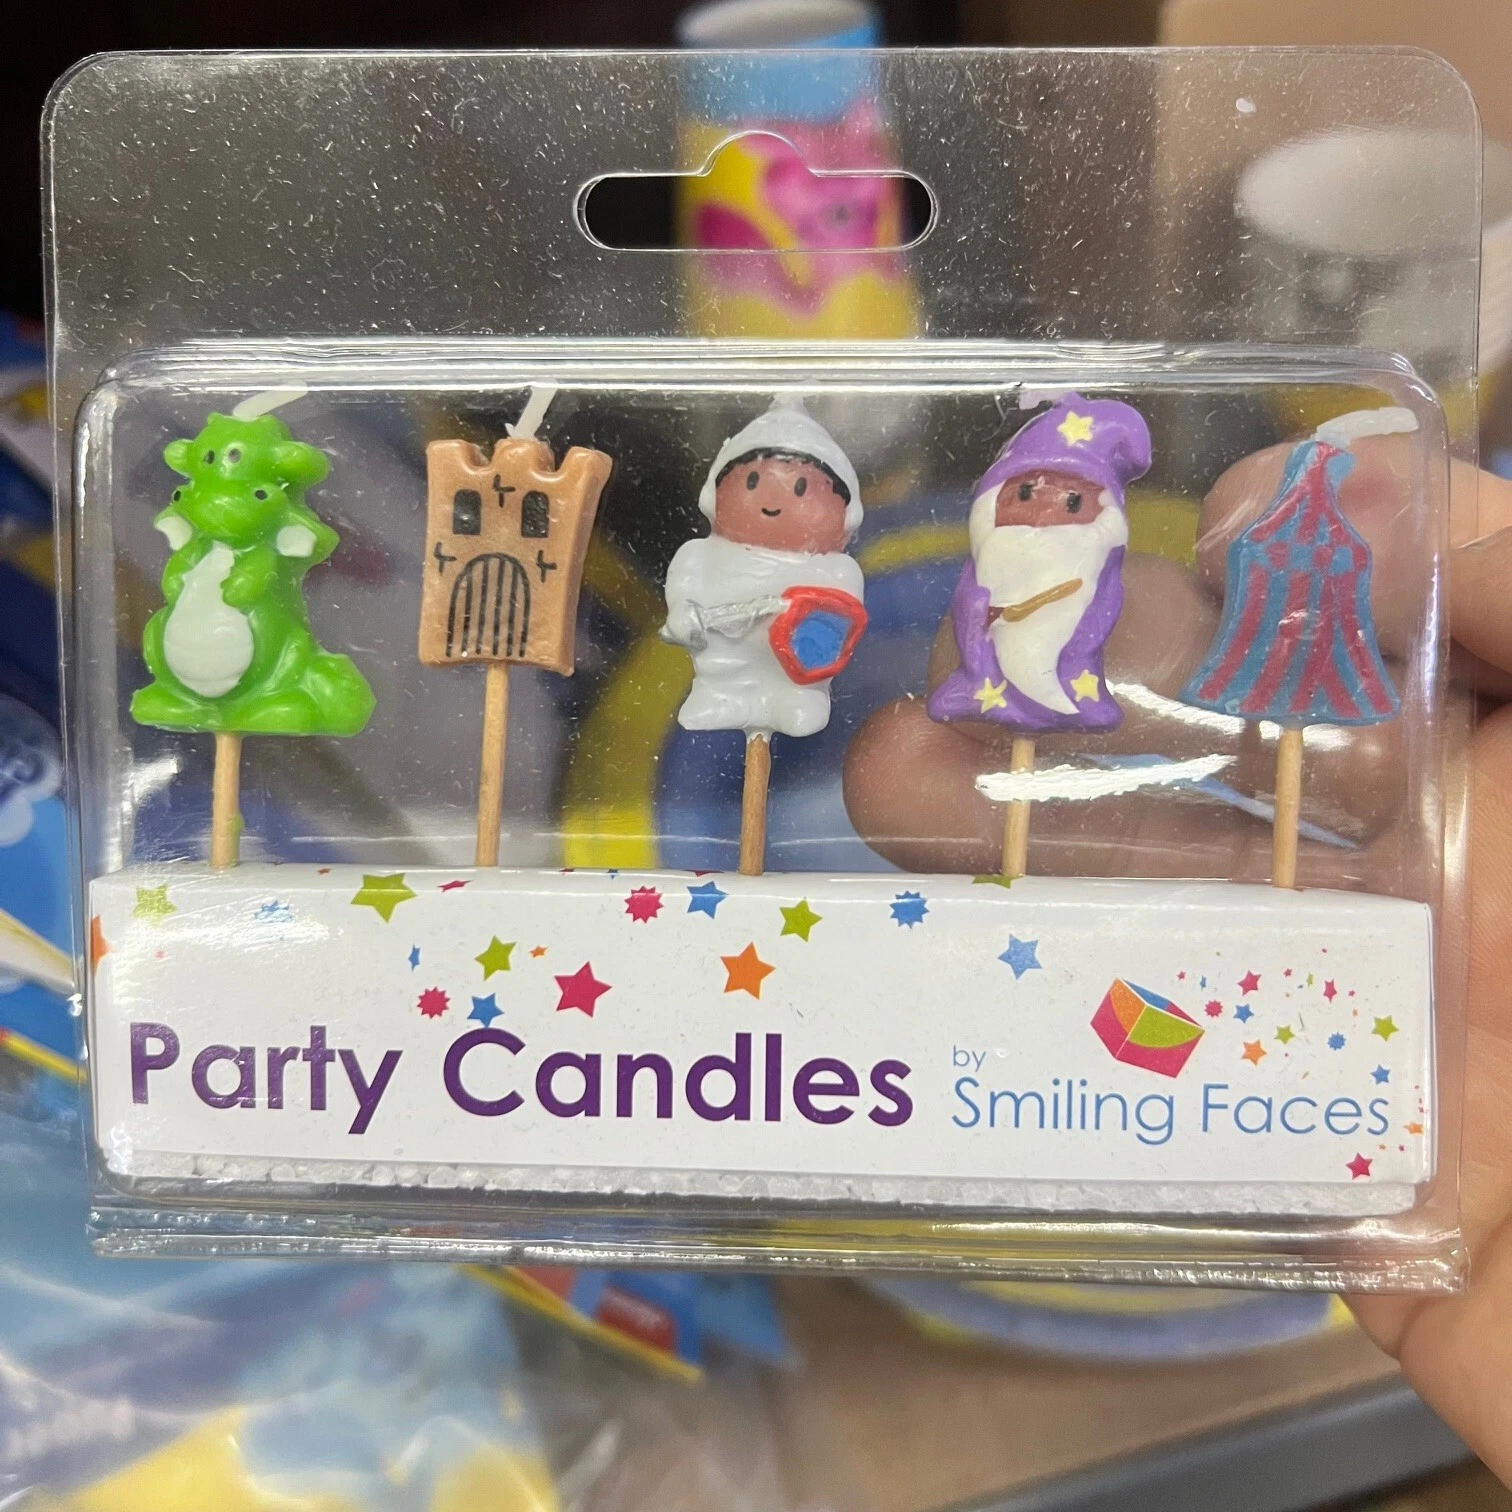 Party Candles
by
Smiling Faces